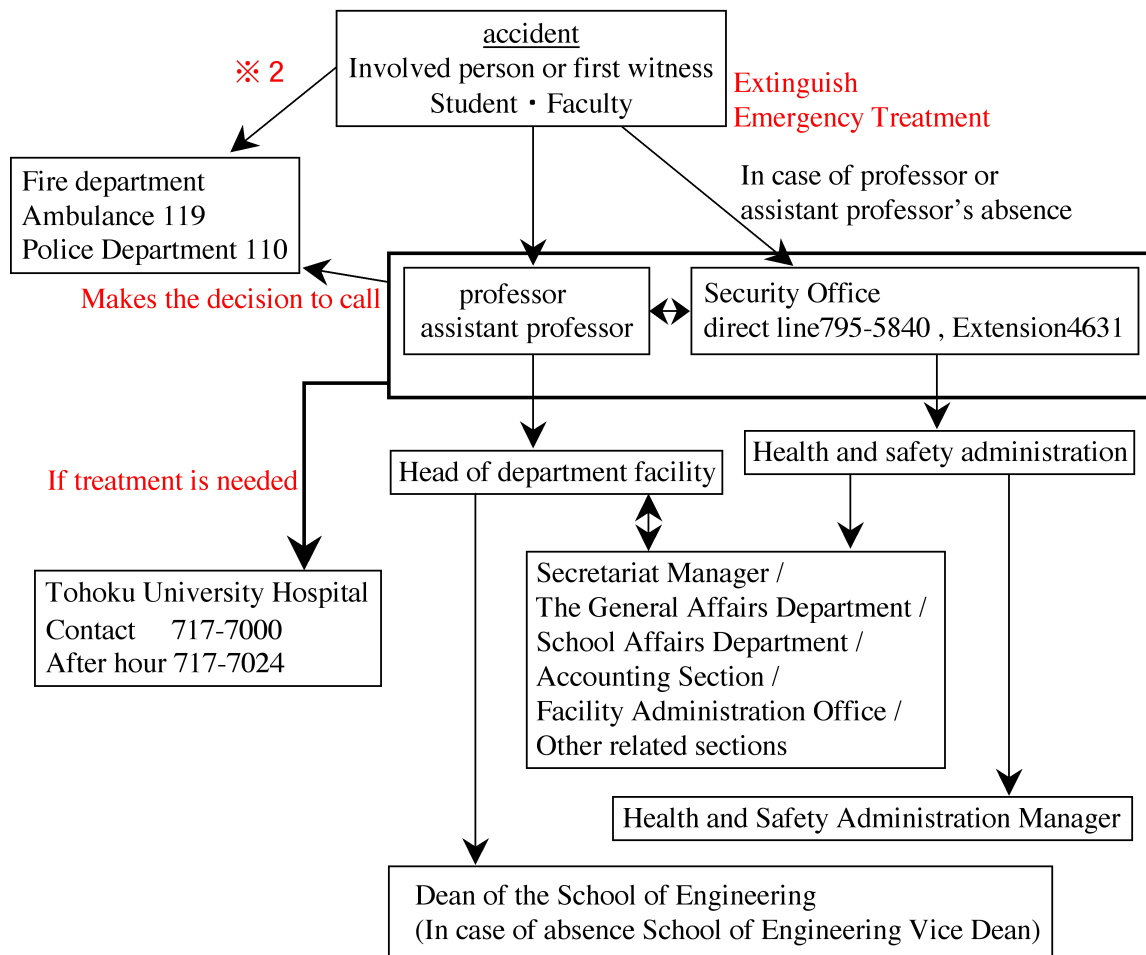 accident
Involved person or first witness
Student・Faculty
※ 2
Extinguish
Emergency Treatment
Fire department
Ambulance 119
Police Department 110
In case of professor or
assistant professor’s absence
Makes the decision to call
professor
assistant professor
Security Office
direct line795-5840 , Extension4631
If treatment is needed
Head of department facility
Health and safety administration
Tohoku University Hospital
Contact 717-7000
After hour 717-7024
Secretariat Manager /
The General Affairs Department /
School Affairs Department /
Accounting Section /
Facility Administration Office /
Other related sections
Health and Safety Administration Manager
Dean of the School of Engineering
(In case of absence School of Engineering Vice Dean)